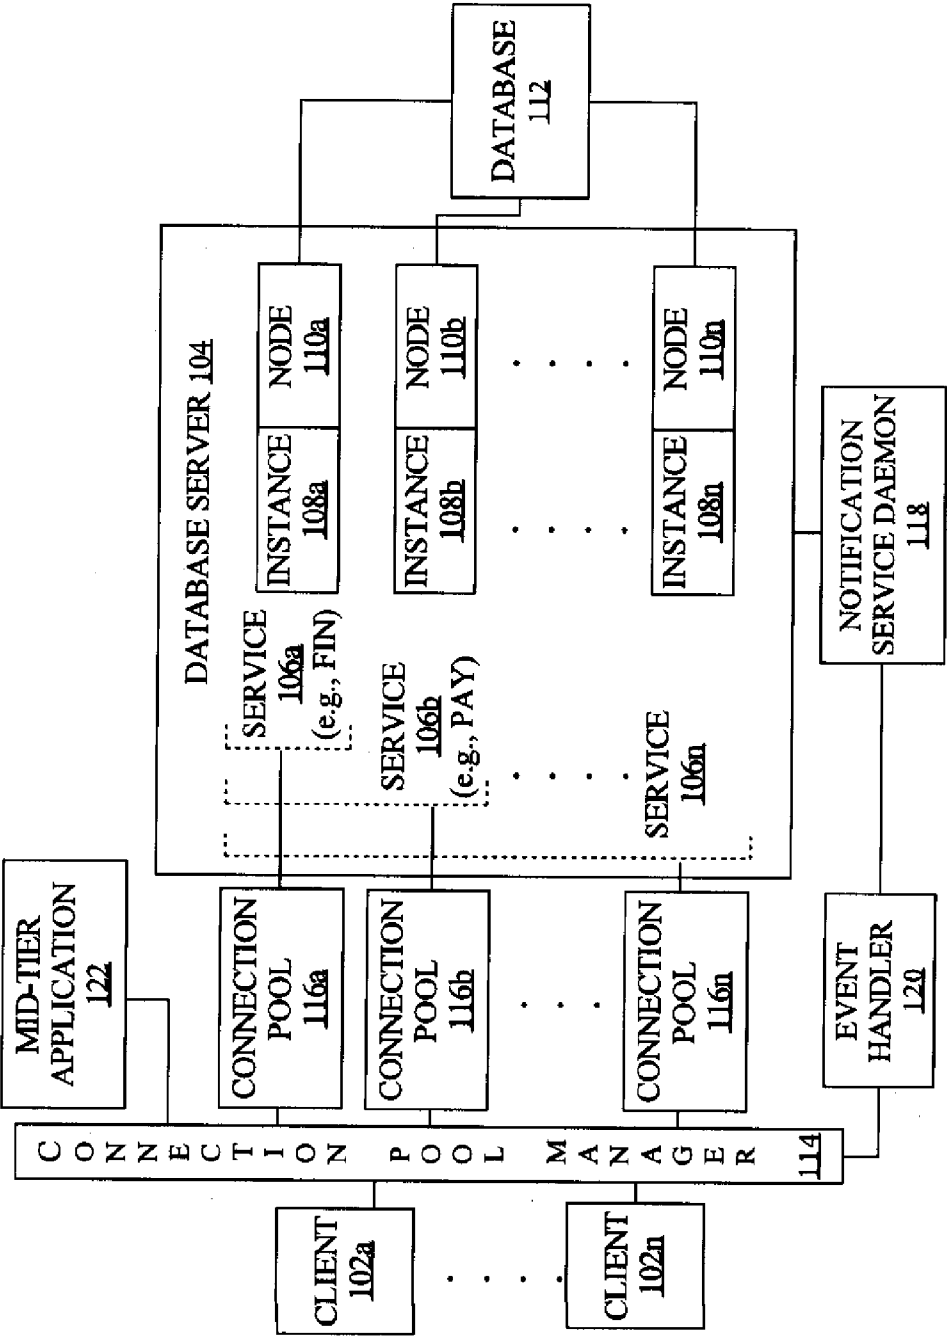 CLIENT
102a
CLIENT
102n
CONNECTION POOL MANAGER
114
MID-TIER
APPLICATION
122
CONNECTION
POOL
116a
CONNECTION
POOL
116b
CONNECTION
POOL
116n
EVENT
HANDLER
120
DATABASE SERVER 104
SERVICE
106a
(e.g., FIN)
SERVICE
106b
(e.g., PAY)
SERVICE
106n
INSTANCE
108a
NODE
110a
INSTANCE
108b
NODE
110b
INSTANCE
108n
NODE
110n
NOTIFICATION
SERVICE DAEMON
118
DATABASE
112